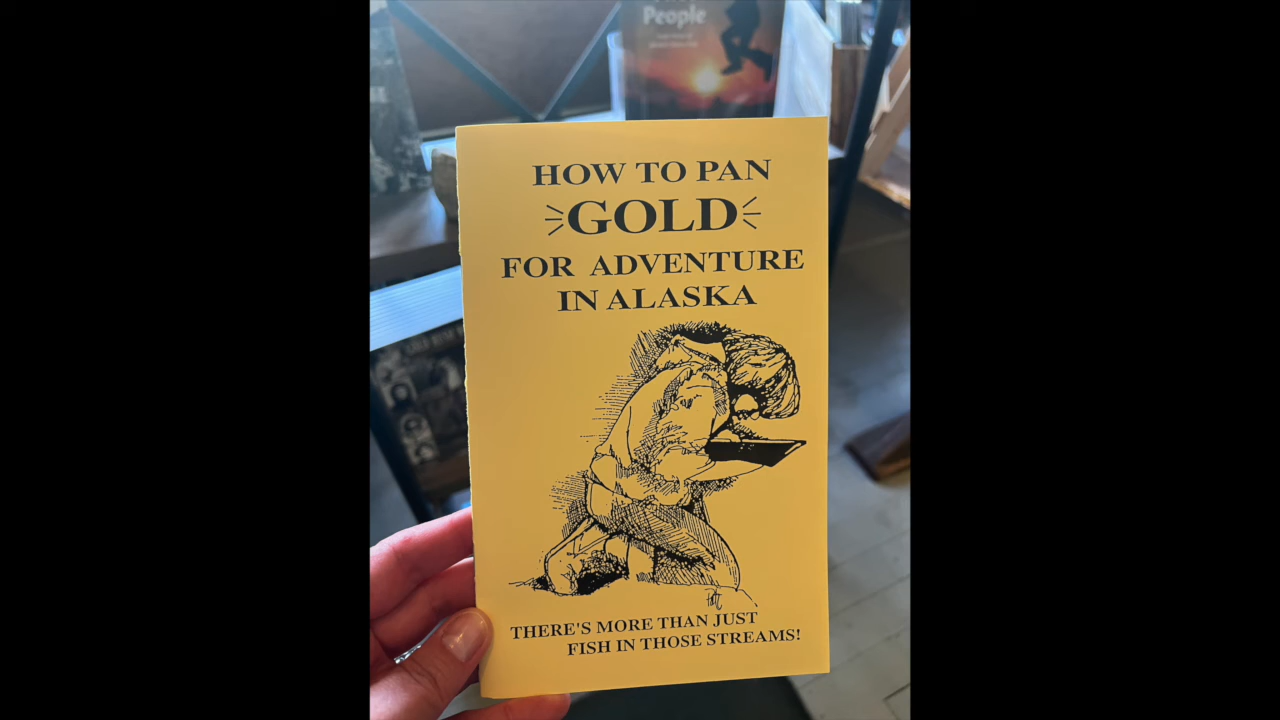 People
HOW TO PAN
GOLD
FOR ADVENTURE
IN ALASKA
THERE'S MORE THAN JUST
FISH IN THOSE STREAMS!